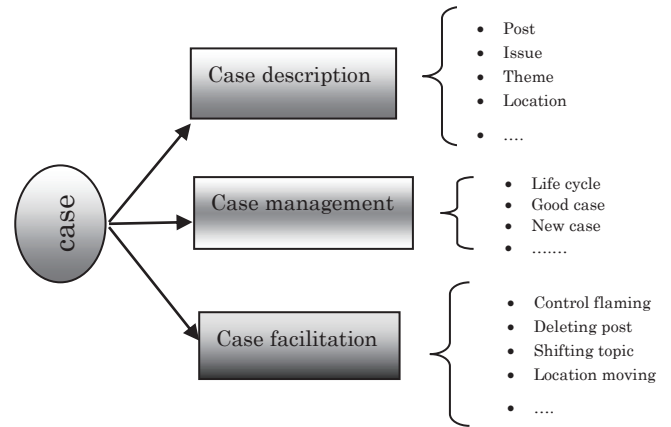 case
Case description
• Post
• Issue
• Theme
• Location
• ....
Case management
• Life cycle
• Good case
• New case
• .......
Case facilitation
• Control flaming
• Deleting post
• Shifting topic
• Location moving
• ....